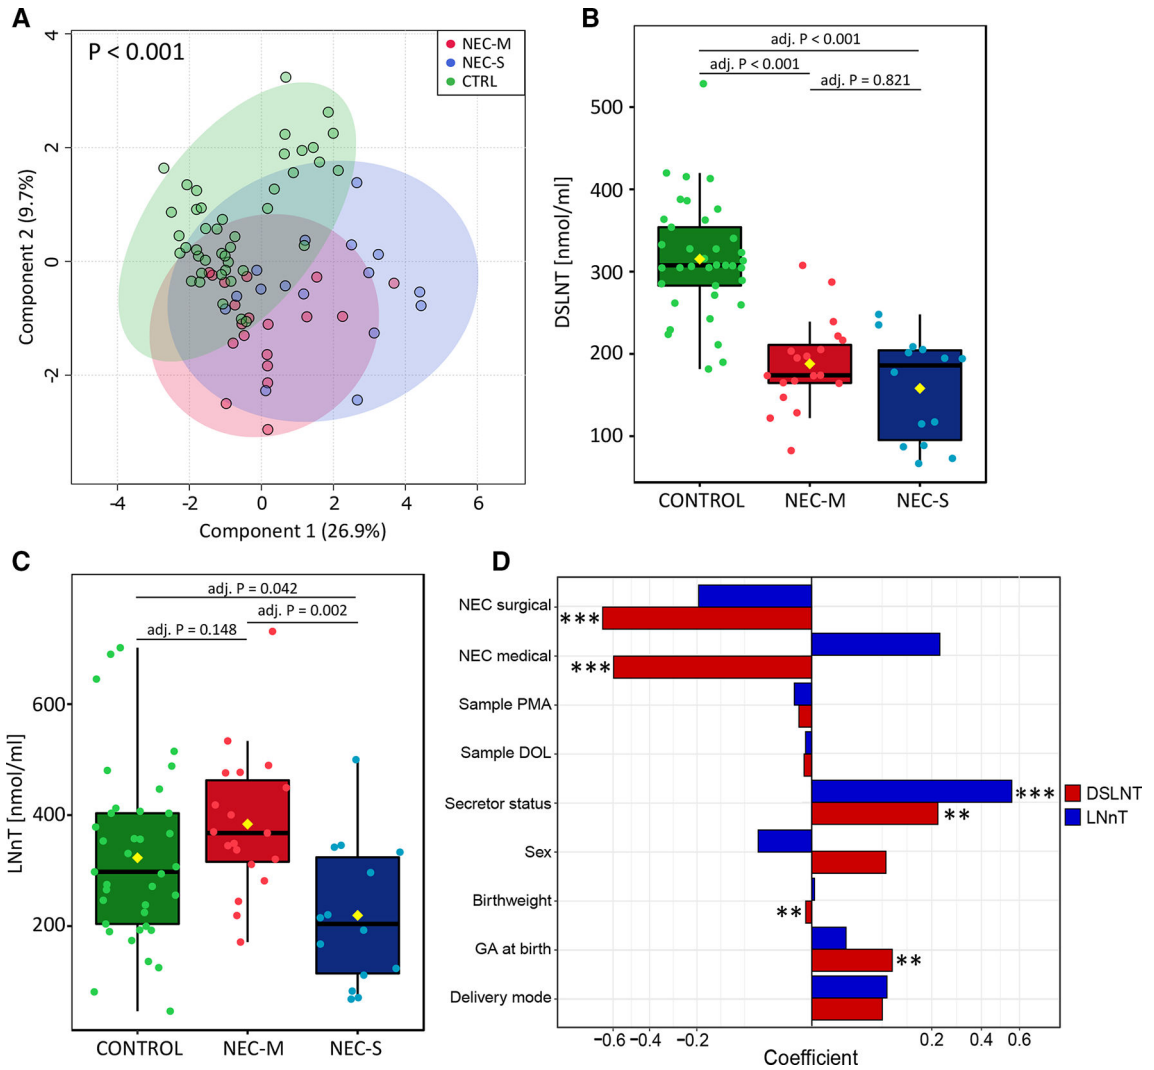 A
P < 0.001
NEC-M
NEC-S
CTRL
4
2
0
-2
Component 2 (9.7%)
-4
-2
0
2
4
6
Component 1 (26.9%)
B
adj. P < 0.001
adj. P < 0.001
adj. P = 0.821
500
400
300
200
100
DSLNT [nmol/ml]
CONTROL
NEC-M
NEC-S
C
adj. P = 0.042
adj. P = 0.002
adj. P = 0.148
600
400
200
LNnT [nmol/ml]
CONTROL
NEC-M
NEC-S
D
NEC surgical
***
NEC medical
***
Sample PMA
Sample DOL
Secretor status
***
**
Sex
Birthweight
**
GA at birth
**
Delivery mode
DSLNT
LNnT
−0.6
−0.4
−0.2
0.2
0.4
0.6
Coefficient